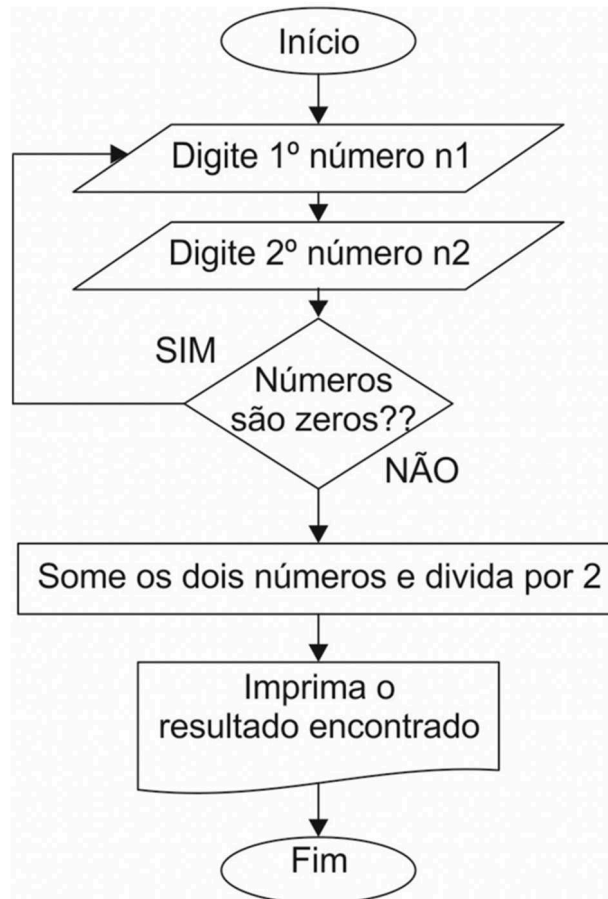 Início
Digite 1º número n1
Digite 2º número n2
SIM
Números
são zeros??
NÃO
Some os dois números e divida por 2
Imprima o
resultado encontrado
Fim